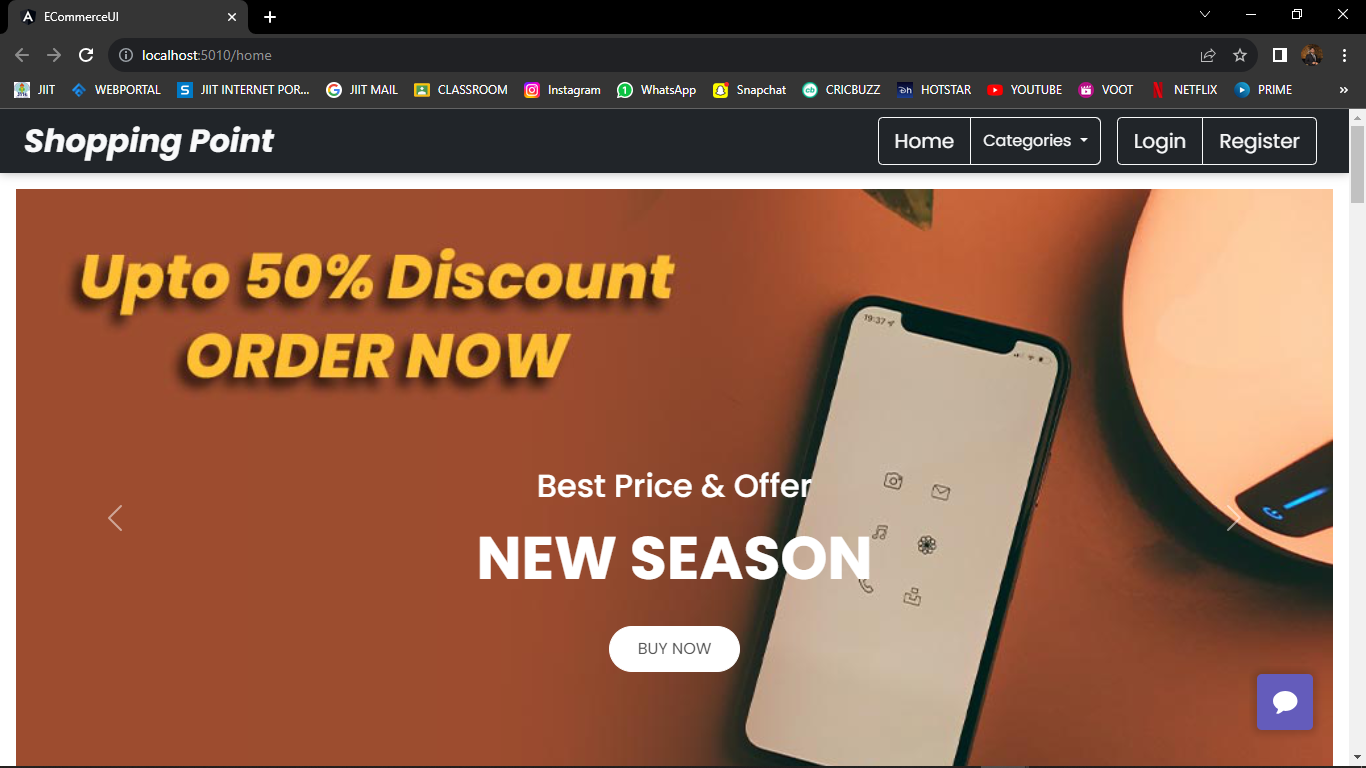 ECommerceUI
localhost:5010/home
JIIT WEBPORTAL JIIT INTERNET POR... JIIT MAIL CLASSROOM Instagram WhatsApp Snapchat CRICBUZZ HOTSTAR YOUTUBE VOOT NETFLIX PRIME »
Shopping Point Home Categories Login Register
Upto 50% Discount
ORDER NOW
19:37
Best Price & Offer
NEW SEASON
BUY NOW